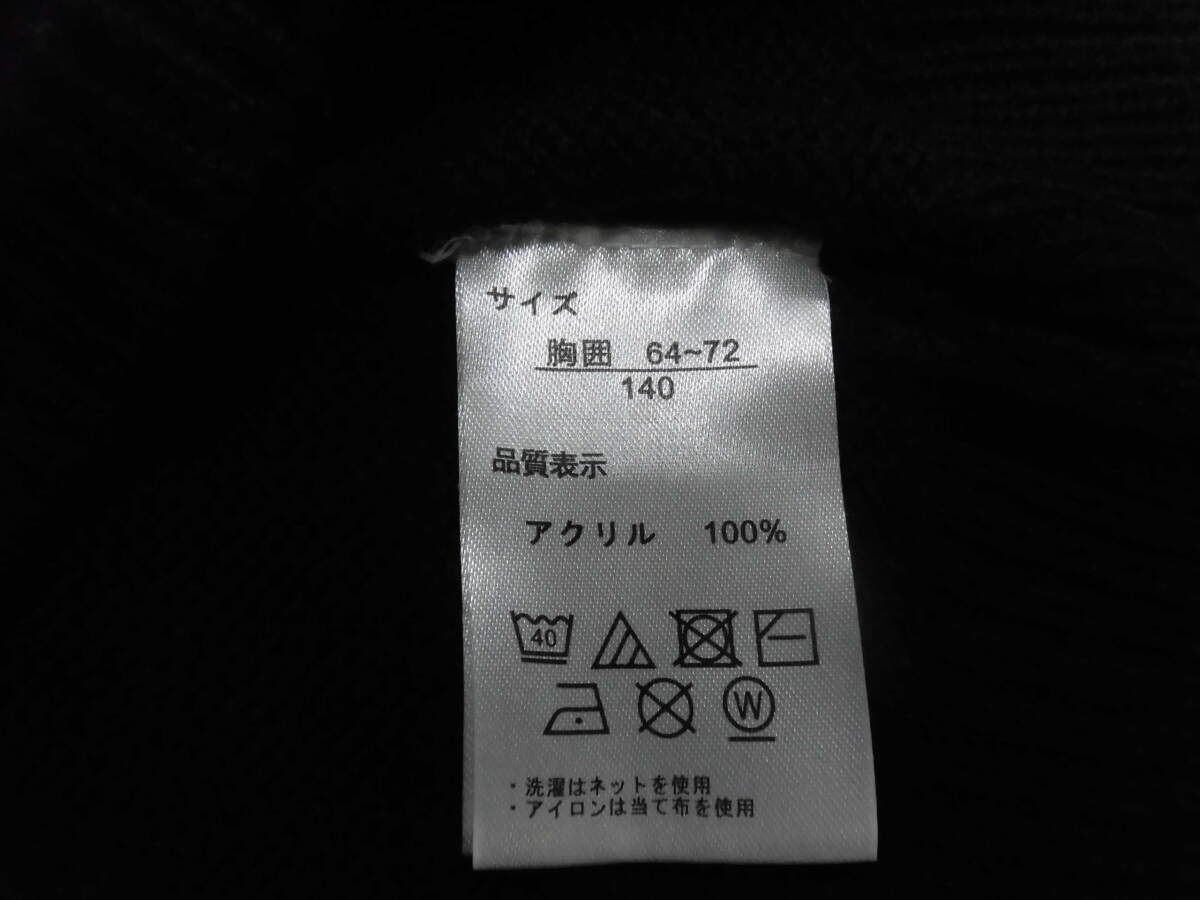 サイズ
胸囲 64~72
140
品質表示
アクリル 100%
40
W
・洗濯はネットを使用
・アイロンは当て布を使用